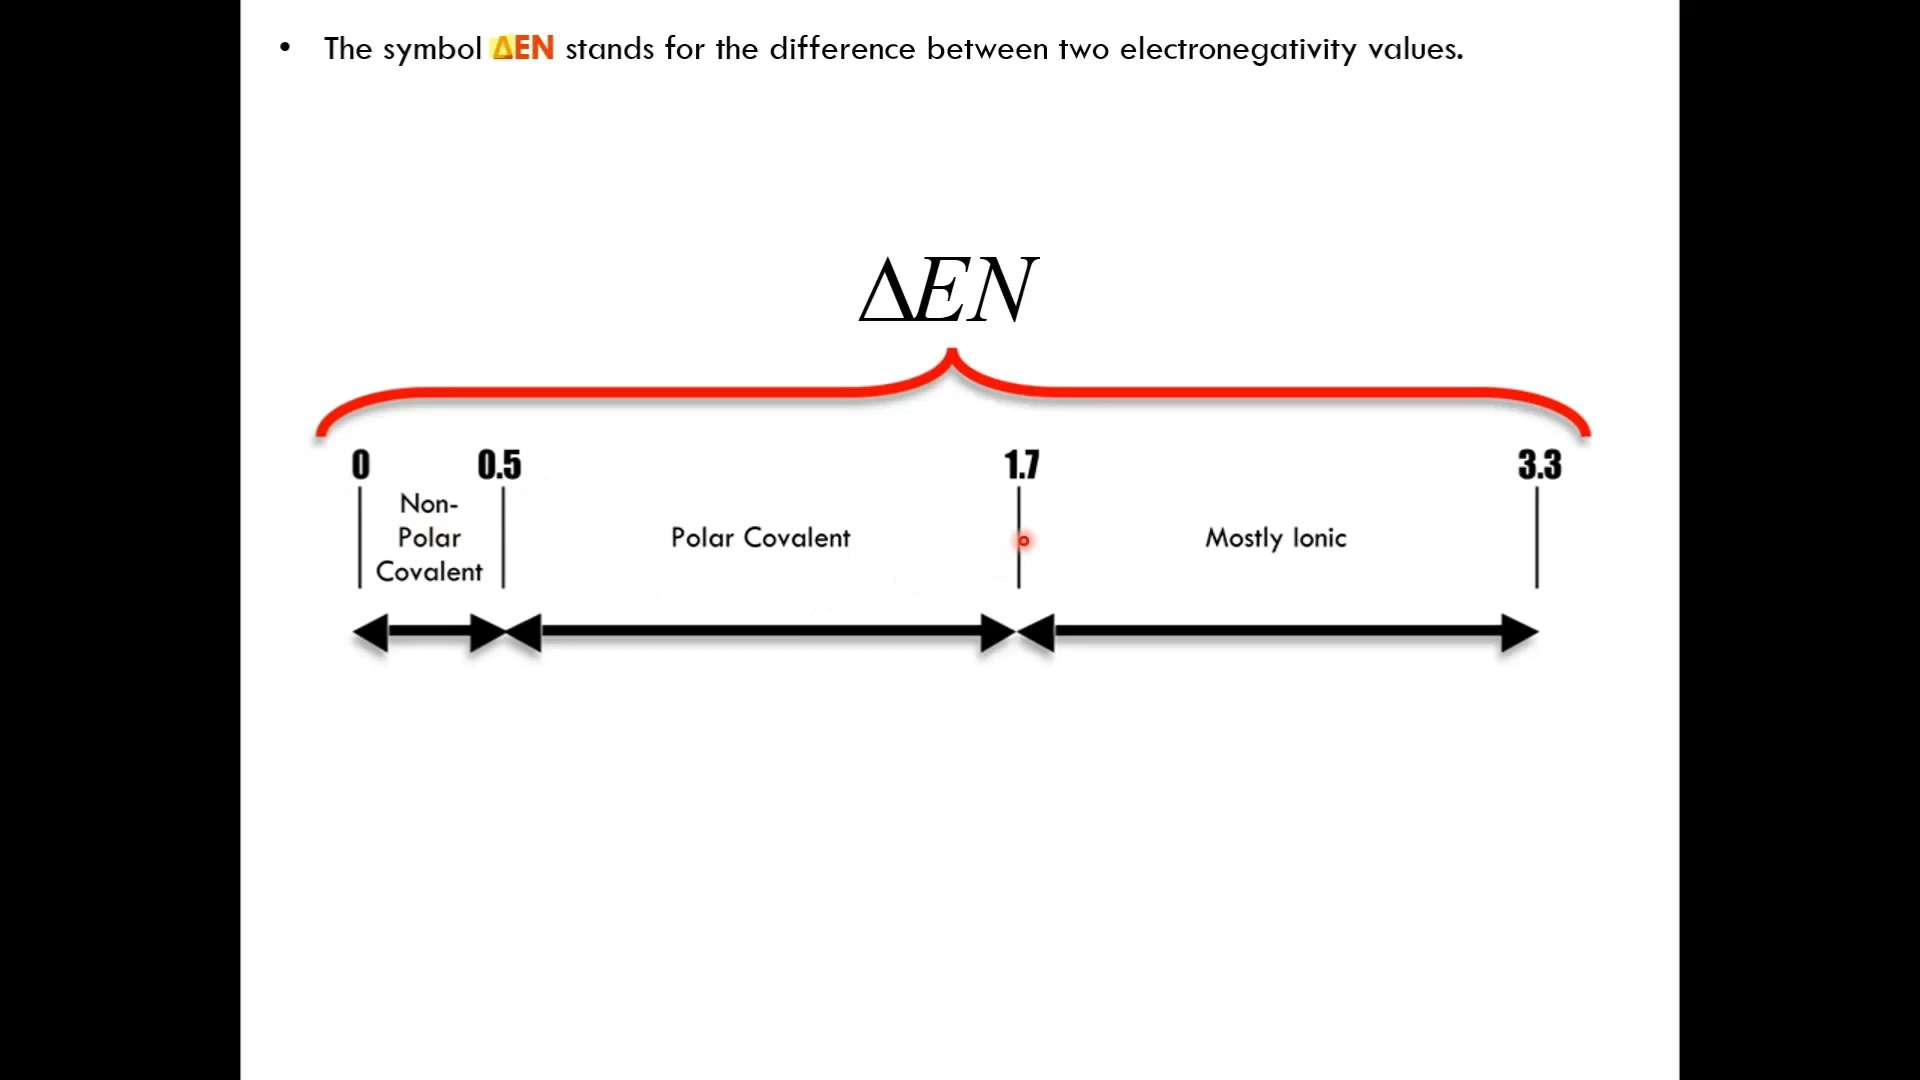 • The symbol ΔEN stands for the difference between two electronegativity values.
ΔEN
0 0.5 1.7 3.3
Non-
Polar
Covalent
Polar Covalent
Mostly Ionic